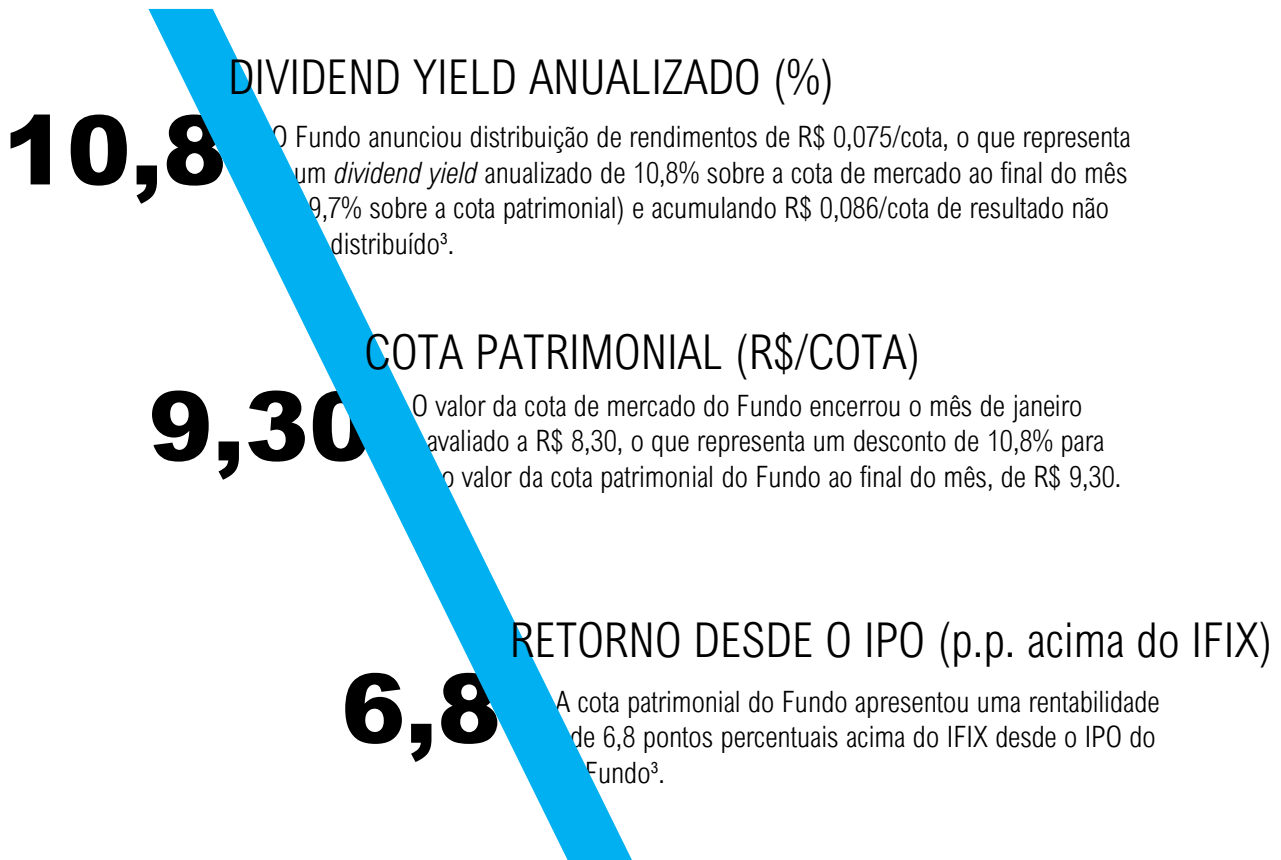 DIVIDEND YIELD ANUALIZADO (%)
10,8
O Fundo anunciou distribuição de rendimentos de R$ 0,075/cota, o que representa
um dividend yield anualizado de 10,8% sobre a cota de mercado ao final do mês
9,7% sobre a cota patrimonial) e acumulando R$ 0,086/cota de resultado não
distribuído³.
COTA PATRIMONIAL (R$/COTA)
9,30
O valor da cota de mercado do Fundo encerrou o mês de janeiro
avaliado a R$ 8,30, o que representa um desconto de 10,8% para
o valor da cota patrimonial do Fundo ao final do mês, de R$ 9,30.
RETORNO DESDE O IPO (p.p. acima do IFIX)
6,8
A cota patrimonial do Fundo apresentou uma rentabilidade
de 6,8 pontos percentuais acima do IFIX desde o IPO do
Fundo³.